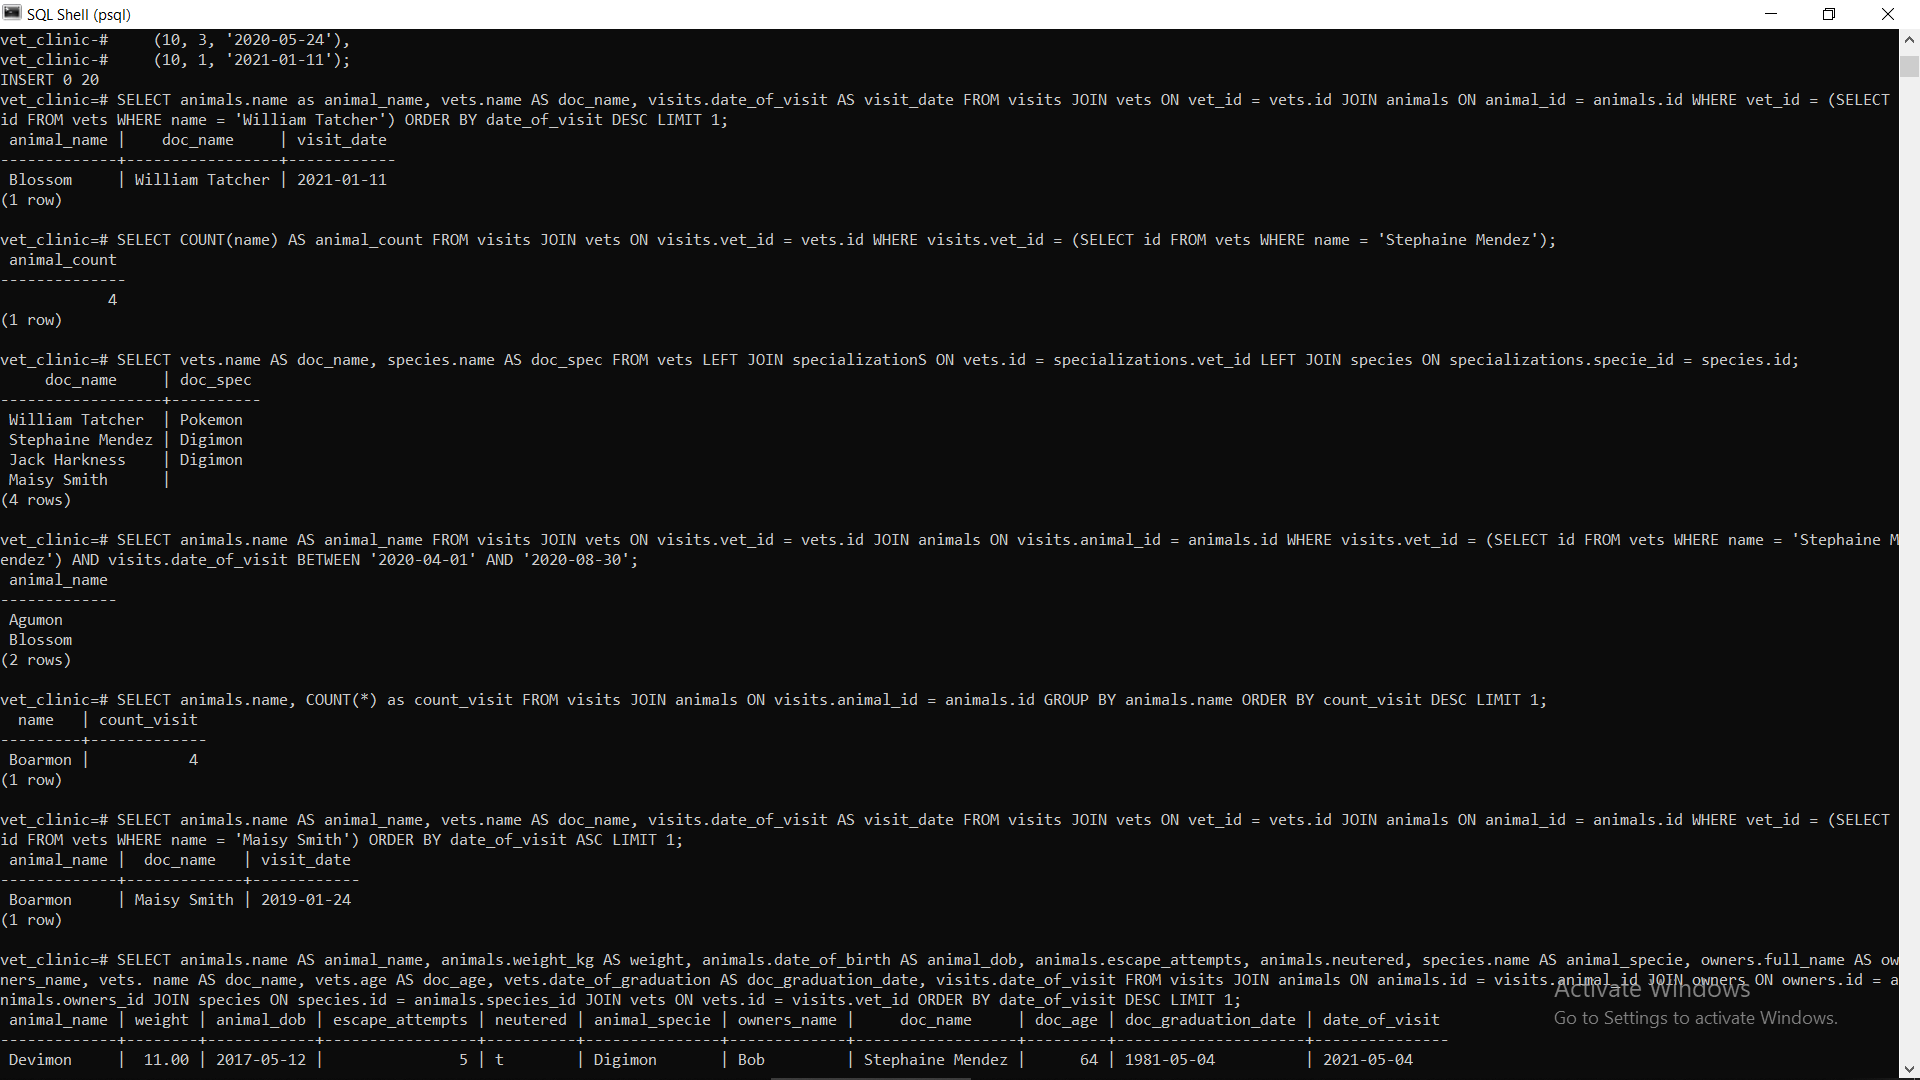 SQL Shell (psql)
vet_clinic-#     (10, 3, '2020-05-24'),
vet_clinic-#     (10, 1, '2021-01-11');
INSERT 0 20
vet_clinic=# SELECT animals.name as animal_name, vets.name AS doc_name, visits.date_of_visit AS visit_date FROM visits JOIN vets ON vet_id = vets.id JOIN animals ON animal_id = animals.id WHERE vet_id = (SELECT
id FROM vets WHERE name = 'William Tatcher') ORDER BY date_of_visit DESC LIMIT 1;
 animal_name |    doc_name     | visit_date
-------------+-----------------+------------
 Blossom     | William Tatcher | 2021-01-11
(1 row)
vet_clinic=# SELECT COUNT(name) AS animal_count FROM visits JOIN vets ON visits.vet_id = vets.id WHERE visits.vet_id = (SELECT id FROM vets WHERE name = 'Stephaine Mendez');
 animal_count
--------------
            4
(1 row)
vet_clinic=# SELECT vets.name AS doc_name, species.name AS doc_spec FROM vets LEFT JOIN specializationS ON vets.id = specializations.vet_id LEFT JOIN species ON specializations.specie_id = species.id;
     doc_name     | doc_spec
------------------+----------
 William Tatcher  | Pokemon
 Stephaine Mendez | Digimon
 Jack Harkness    | Digimon
 Maisy Smith      |
(4 rows)
vet_clinic=# SELECT animals.name AS animal_name FROM visits JOIN vets ON visits.vet_id = vets.id JOIN animals ON visits.animal_id = animals.id WHERE visits.vet_id = (SELECT id FROM vets WHERE name = 'Stephaine M
endez') AND visits.date_of_visit BETWEEN '2020-04-01' AND '2020-08-30';
 animal_name
-------------
 Agumon
 Blossom
(2 rows)
vet_clinic=# SELECT animals.name, COUNT(*) as count_visit FROM visits JOIN animals ON visits.animal_id = animals.id GROUP BY animals.name ORDER BY count_visit DESC LIMIT 1;
  name   | count_visit
---------+-------------
 Boarmon |           4
(1 row)
vet_clinic=# SELECT animals.name AS animal_name, vets.name AS doc_name, visits.date_of_visit AS visit_date FROM visits JOIN vets ON vet_id = vets.id JOIN animals ON animal_id = animals.id WHERE vet_id = (SELECT
id FROM vets WHERE name = 'Maisy Smith') ORDER BY date_of_visit ASC LIMIT 1;
 animal_name |  doc_name   | visit_date
-------------+-------------+------------
 Boarmon     | Maisy Smith | 2019-01-24
(1 row)
vet_clinic=# SELECT animals.name AS animal_name, animals.weight_kg AS weight, animals.date_of_birth AS animal_dob, animals.escape_attempts, animals.neutered, species.name AS animal_specie, owners.full_name AS ow
ners_name, vets. name AS doc_name, vets.age AS doc_age, vets.date_of_graduation AS doc_graduation_date, visits.date_of_visit FROM visits JOIN animals ON animals.id = visits.animal_id JOIN owners ON owners.id = a
nimals.owners_id JOIN species ON species.id = animals.species_id JOIN vets ON vets.id = visits.vet_id ORDER BY date_of_visit DESC LIMIT 1;
 animal_name | weight | animal_dob | escape_attempts | neutered | animal_specie | owners_name |     doc_name     | doc_age | doc_graduation_date | date_of_visit
-------------+--------+------------+-----------------+----------+---------------+-------------+------------------+---------+---------------------+---------------
 Devimon     |  11.00 | 2017-05-12 |               5 | t        | Digimon       | Bob         | Stephaine Mendez |      64 | 1981-05-04          | 2021-05-04
Activate Windows
Go to Settings to activate Windows.